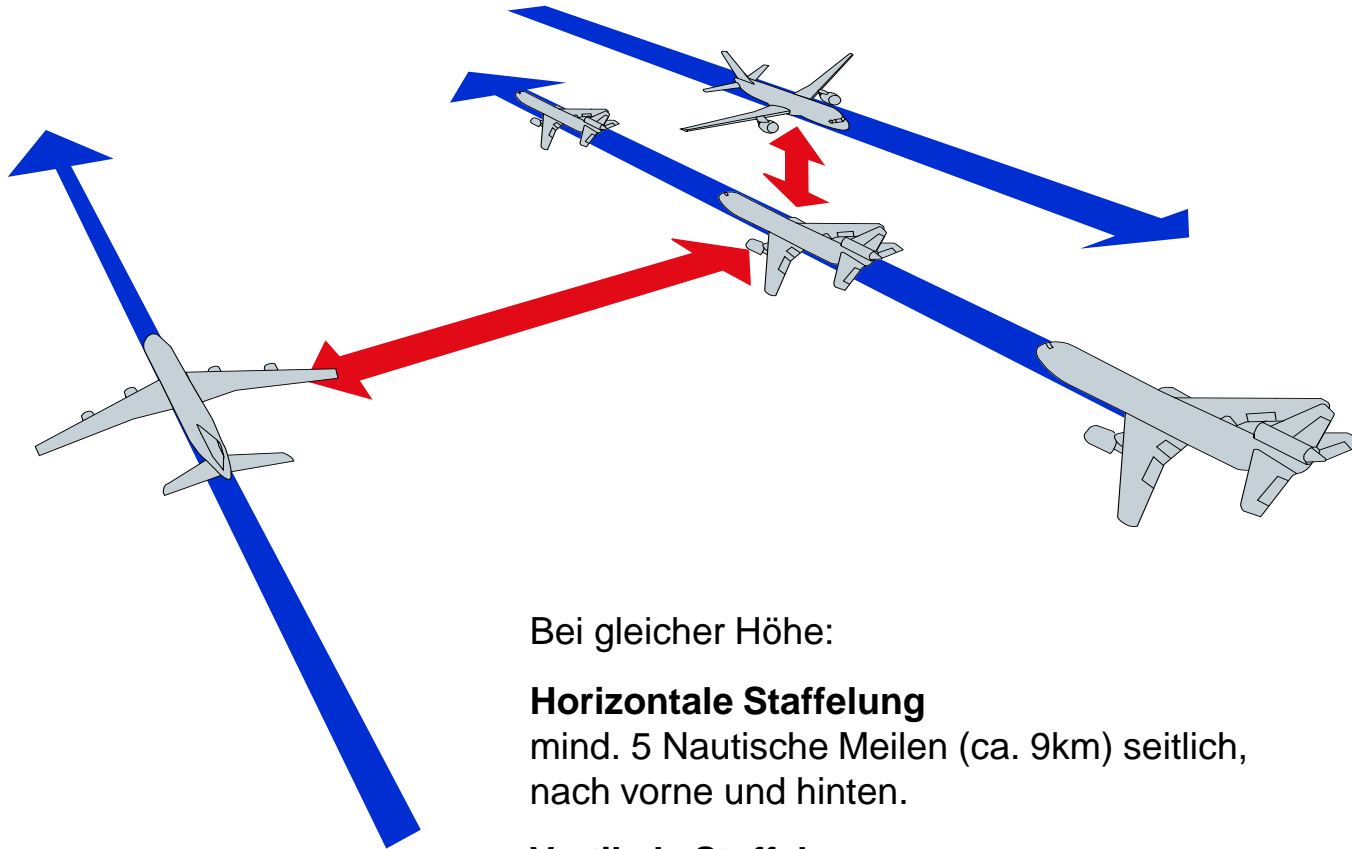 Bei gleicher Höhe:
Horizontale Staffelung
mind. 5 Nautische Meilen (ca. 9km) seitlich,
nach vorne und hinten.